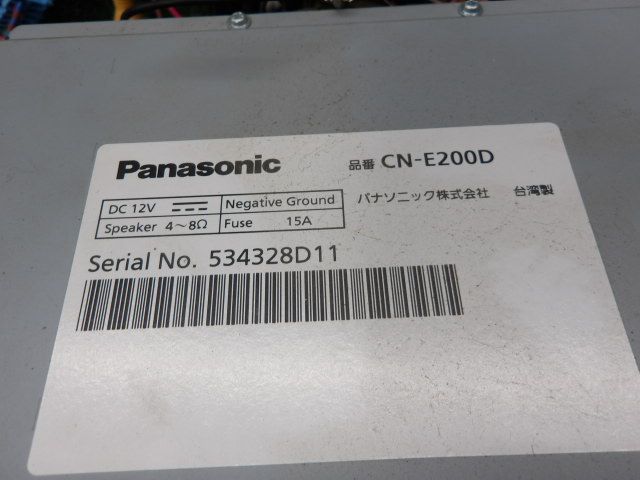 Panasonic 品番 CN-E200D
DC 12V ⎓ Negative Ground パナソニック株式会社 台湾製
Speaker 4~8Ω Fuse 15A
Serial No. 534328D11